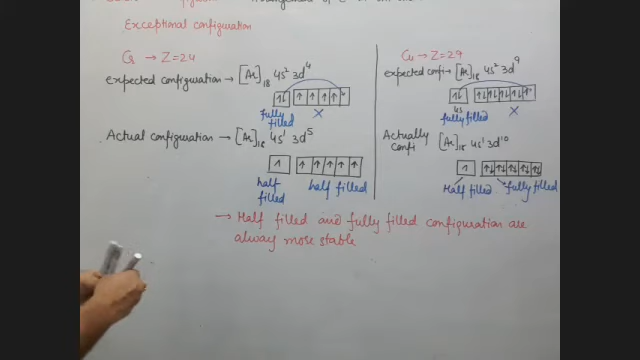 Exceptional configuration
Cr → Z=24
expected configuration → [Ar]₁₈ 4s² 3d⁴
Fully filled
×
Actual configuration → [Ar]₁₈ 4s¹ 3d⁵
half filled
half filled
Cu → Z=29
expected confi → [Ar]₁₈ 4s² 3d⁹
4s
fully filled
×
Actually confi [Ar]₁₈ 4s¹ 3d¹⁰
Half filled
fully filled
→ Half filled and fully filled configuration are
alway more stable